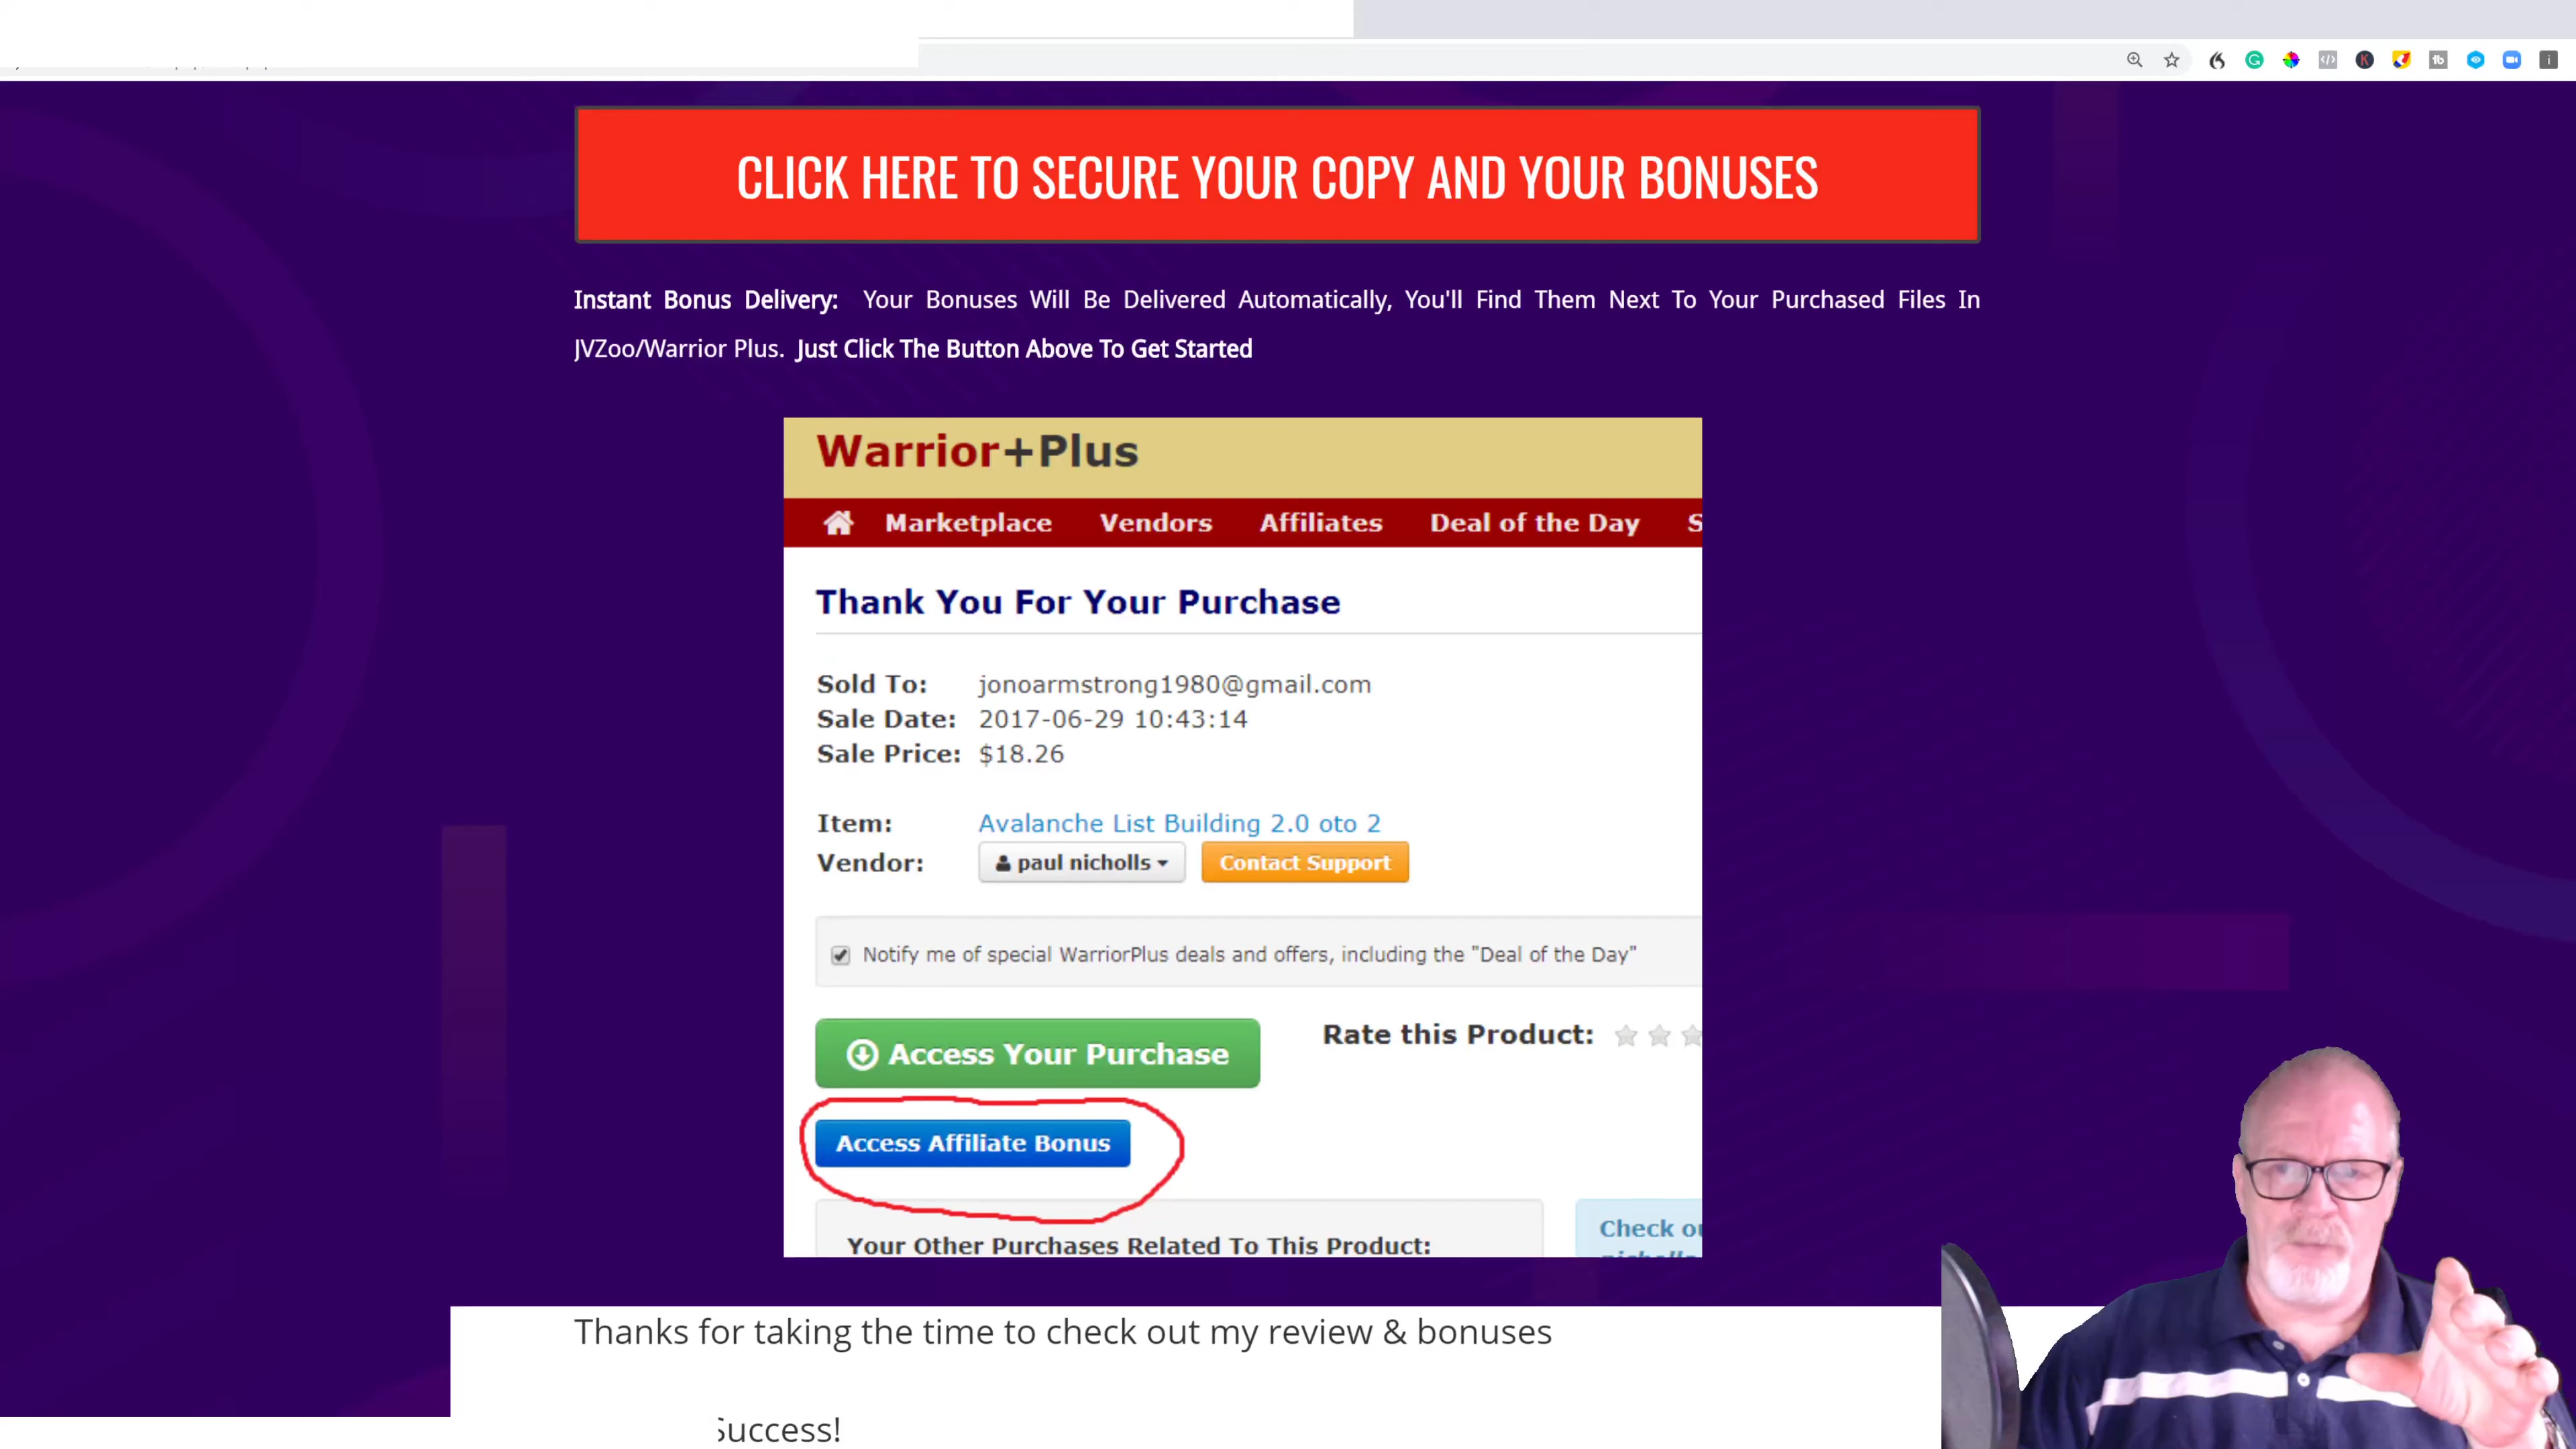 CLICK HERE TO SECURE YOUR COPY AND YOUR BONUSES
Instant Bonus Delivery: Your Bonuses Will Be Delivered Automatically, You'll Find Them Next To Your Purchased Files In
JVZoo/Warrior Plus. Just Click The Button Above To Get Started
Warrior+Plus
Marketplace Vendors Affiliates Deal of the Day S
Thank You For Your Purchase
Sold To: jonoarmstrong1980@gmail.com
Sale Date: 2017-06-29 10:43:14
Sale Price: $18.26
Item: Avalanche List Building 2.0 oto 2
Vendor: paul nicholls Contact Support
Notify me of special WarriorPlus deals and offers, including the "Deal of the Day"
Access Your Purchase
Rate this Product:
Access Affiliate Bonus
Your Other Purchases Related To This Product:
Check
Thanks for taking the time to check out my review & bonuses
Success!